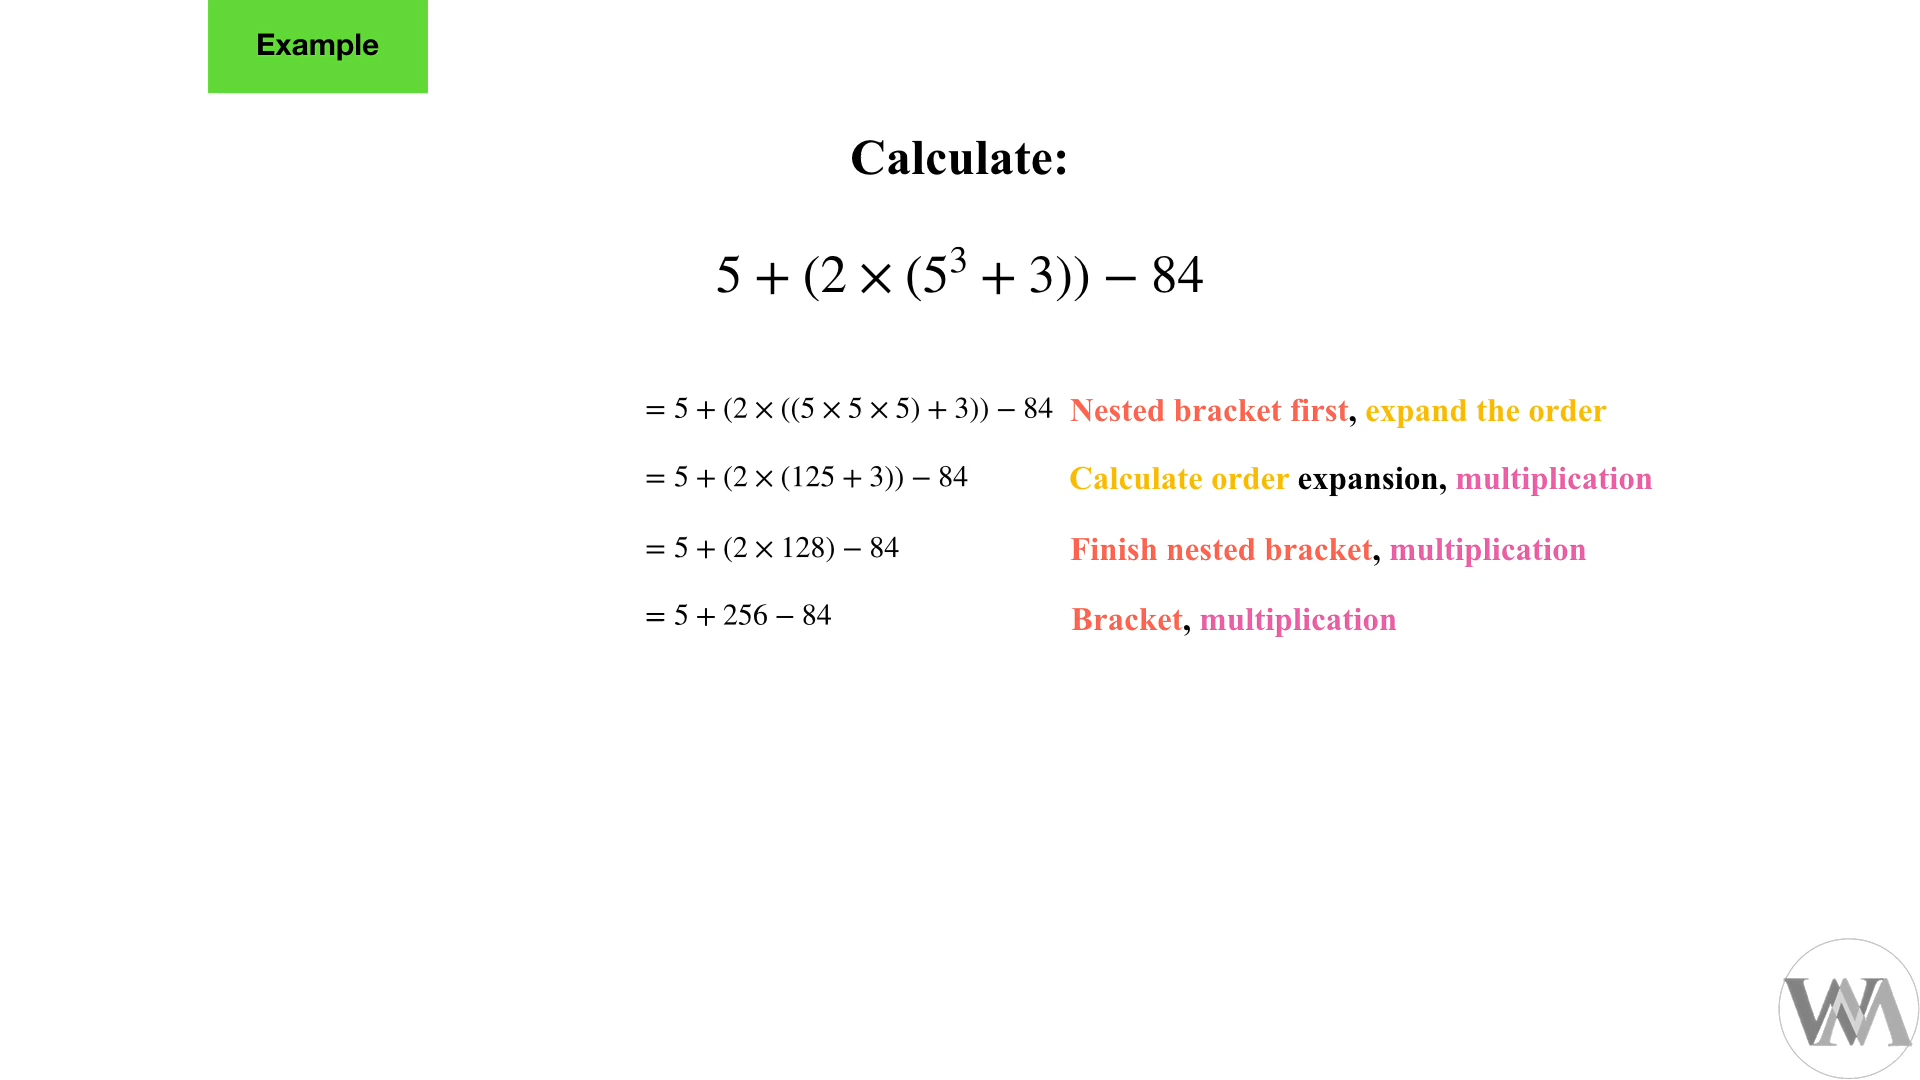 Example
Calculate:
5 + (2 × (5³ + 3)) − 84
= 5 + (2 × ((5 × 5 × 5) + 3)) − 84 Nested bracket first, expand the order
= 5 + (2 × (125 + 3)) − 84 Calculate order expansion, multiplication
= 5 + (2 × 128) − 84 Finish nested bracket, multiplication
= 5 + 256 − 84 Bracket, multiplication
WM